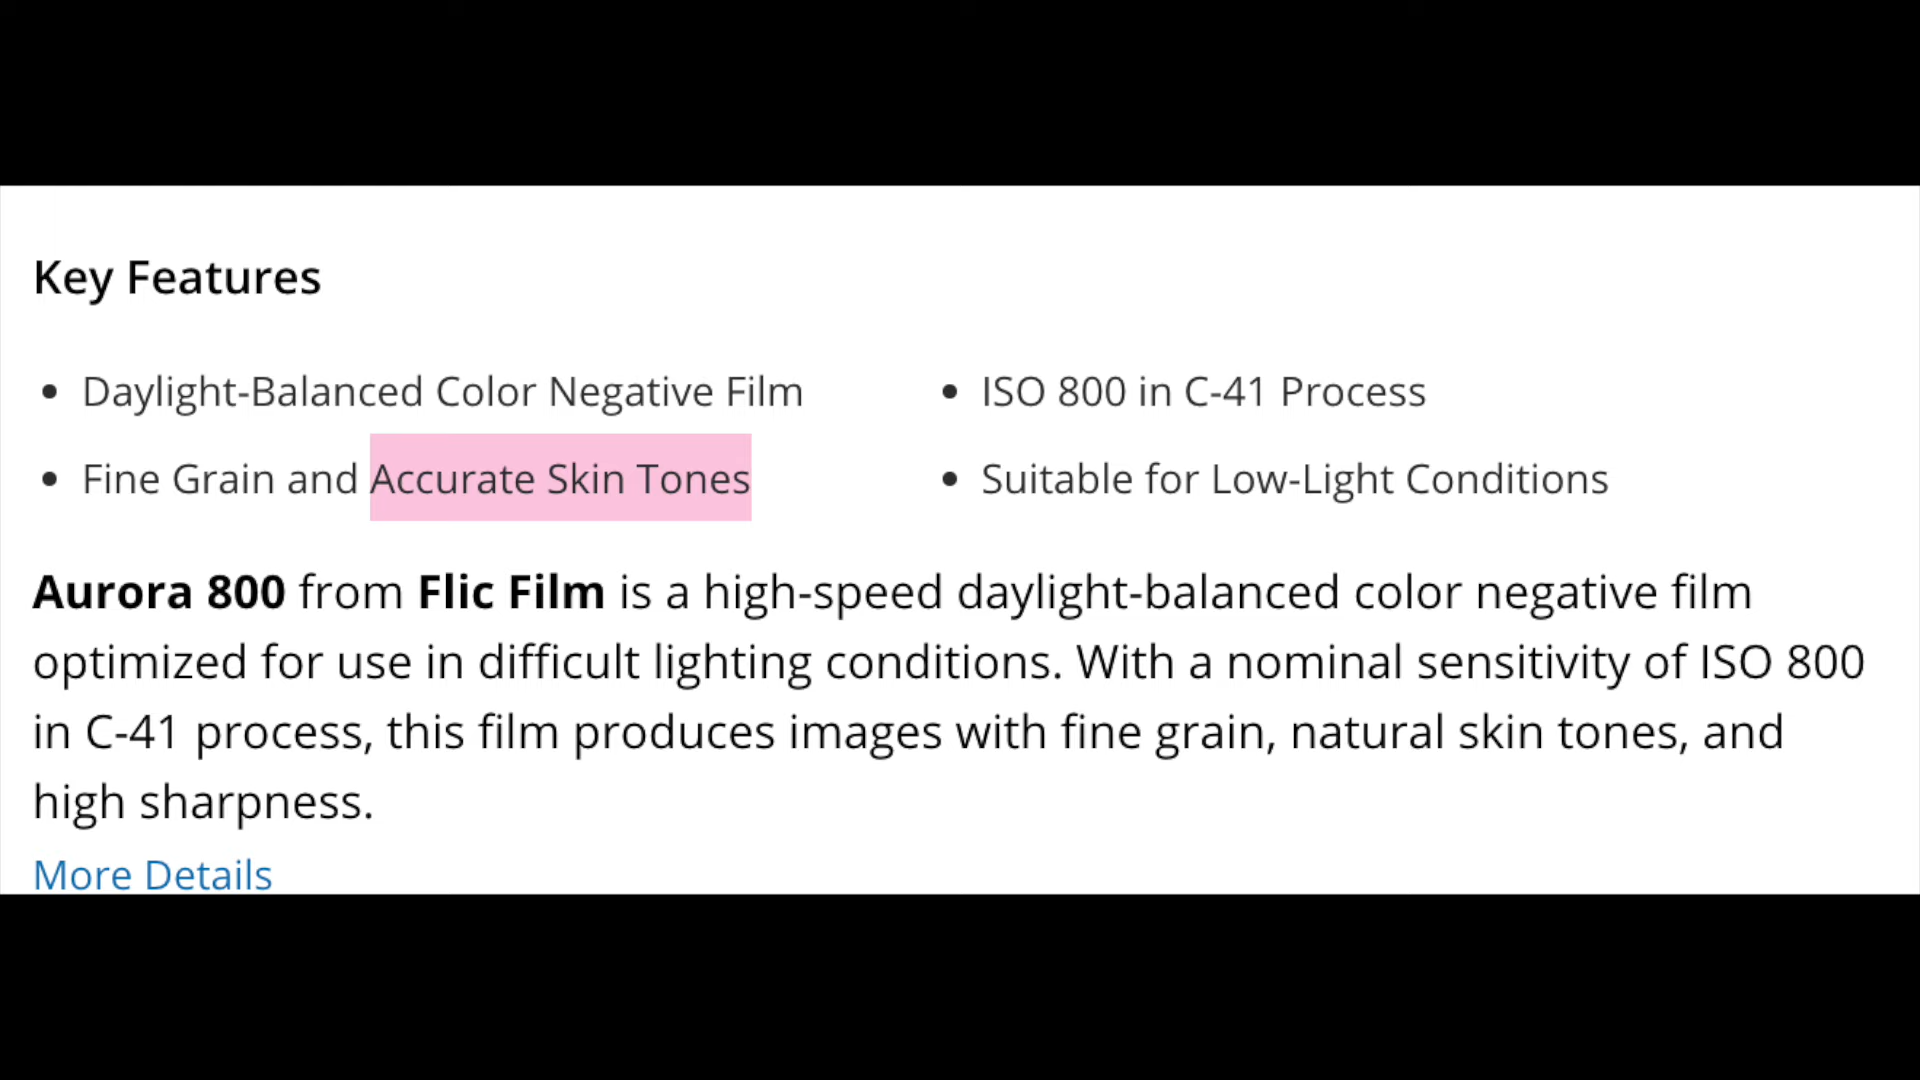 Key Features
• Daylight-Balanced Color Negative Film
• ISO 800 in C-41 Process
• Fine Grain and Accurate Skin Tones
• Suitable for Low-Light Conditions
Aurora 800 from Flic Film is a high-speed daylight-balanced color negative film
optimized for use in difficult lighting conditions. With a nominal sensitivity of ISO 800
in C-41 process, this film produces images with fine grain, natural skin tones, and
high sharpness.
More Details